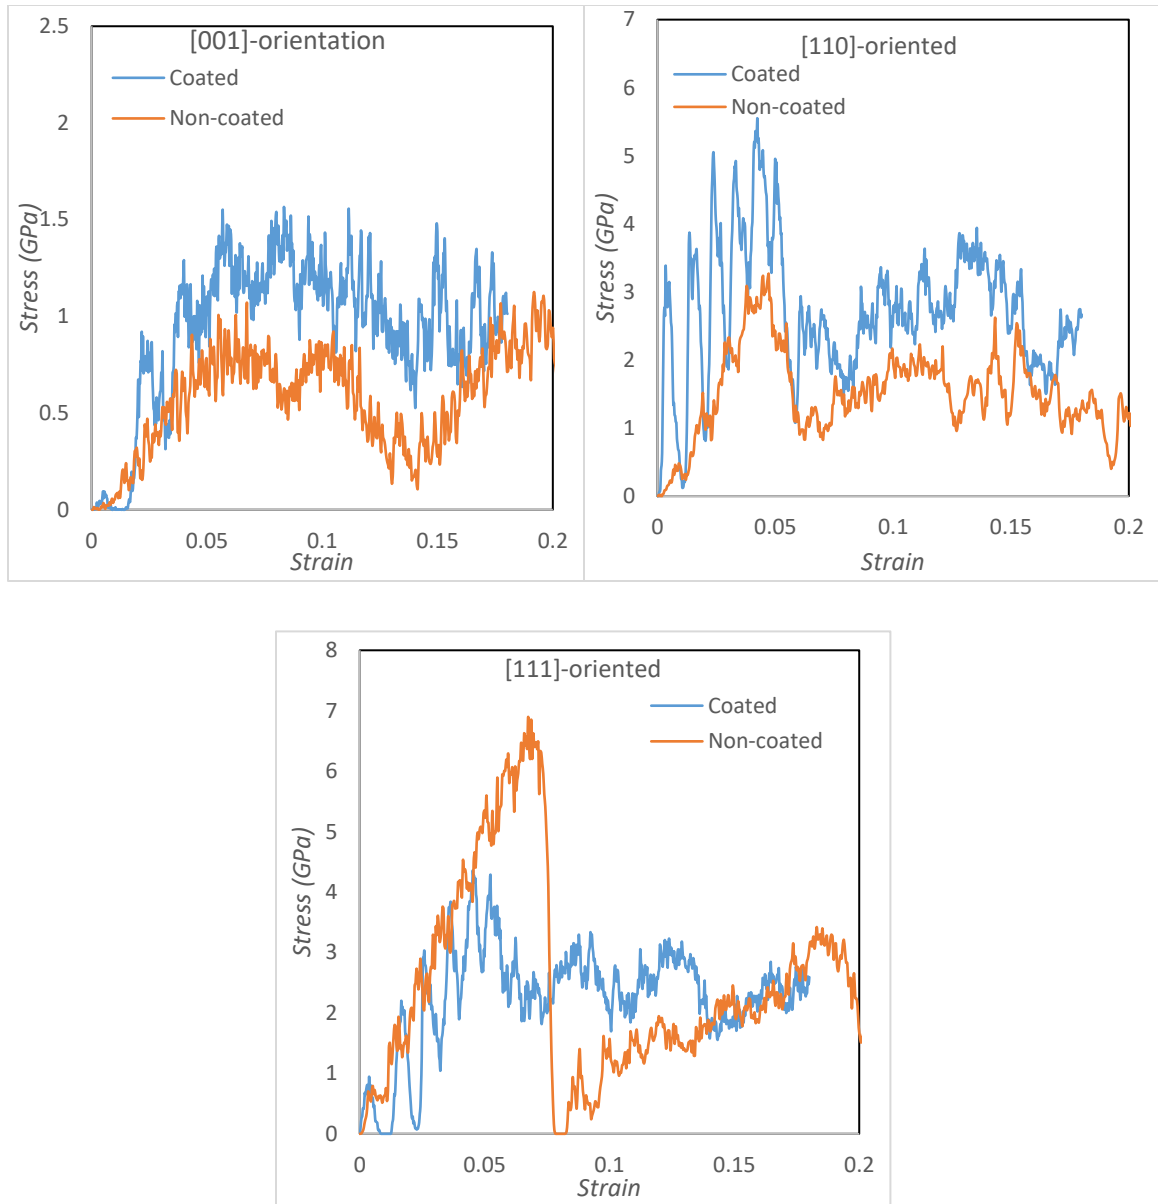 [001]-orientation
Coated
Non-coated
2.5
2
1.5
1
0.5
0
Stress (GPa)
0 0.05 0.1 0.15 0.2
Strain
[110]-oriented
Coated
Non-coated
7
6
5
4
3
2
1
0
Stress (GPa)
0 0.05 0.1 0.15 0.2
Strain
[111]-oriented
Coated
Non-coated
8
7
6
5
4
3
2
1
0
Stress (GPa)
0 0.05 0.1 0.15 0.2
Strain